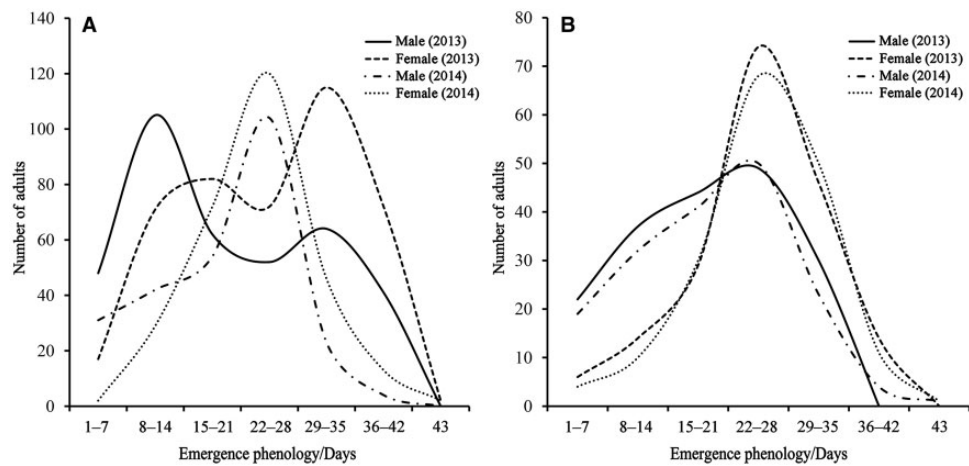 A
Male (2013)
Female (2013)
Male (2014)
Female (2014)
Number of adults
140
120
100
80
60
40
20
0
1–7 8–14 15–21 22–28 29–35 36–42 43
Emergence phenology/Days
B
Male (2013)
Female (2013)
Male (2014)
Female (2014)
Number of adults
80
70
60
50
40
30
20
10
0
1–7 8–14 15–21 22–28 29–35 36–42 43
Emergence phenology/Days